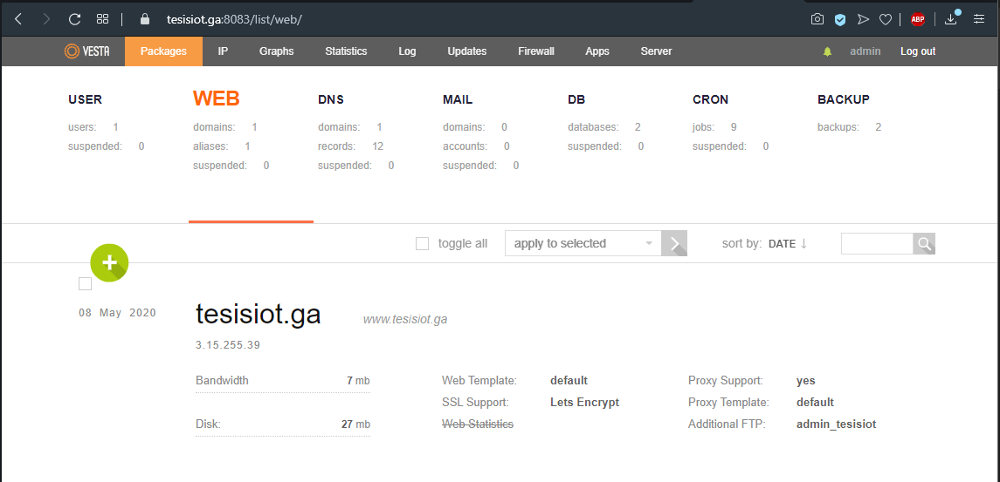 tesisiot.ga:8083/list/web/
ABP
VESTA Packages IP Graphs Statistics Log Updates Firewall Apps Server admin Log out
USER WEB DNS MAIL DB CRON BACKUP
users: 1 domains: 1 domains: 1 domains: 0 databases: 2 jobs: 9 backups: 2
suspended: 0 aliases: 1 records: 12 accounts: 0 suspended: 0 suspended: 0
suspended: 0 suspended: 0 suspended: 0
toggle all apply to selected sort by: DATE ↓
08 May 2020 tesisiot.ga www.tesisiot.ga
3.15.255.39
Bandwidth 7 mb Web Template: default Proxy Support: yes
SSL Support: Lets Encrypt Proxy Template: default
Disk: 27 mb Web Statistics Additional FTP: admin_tesisiot